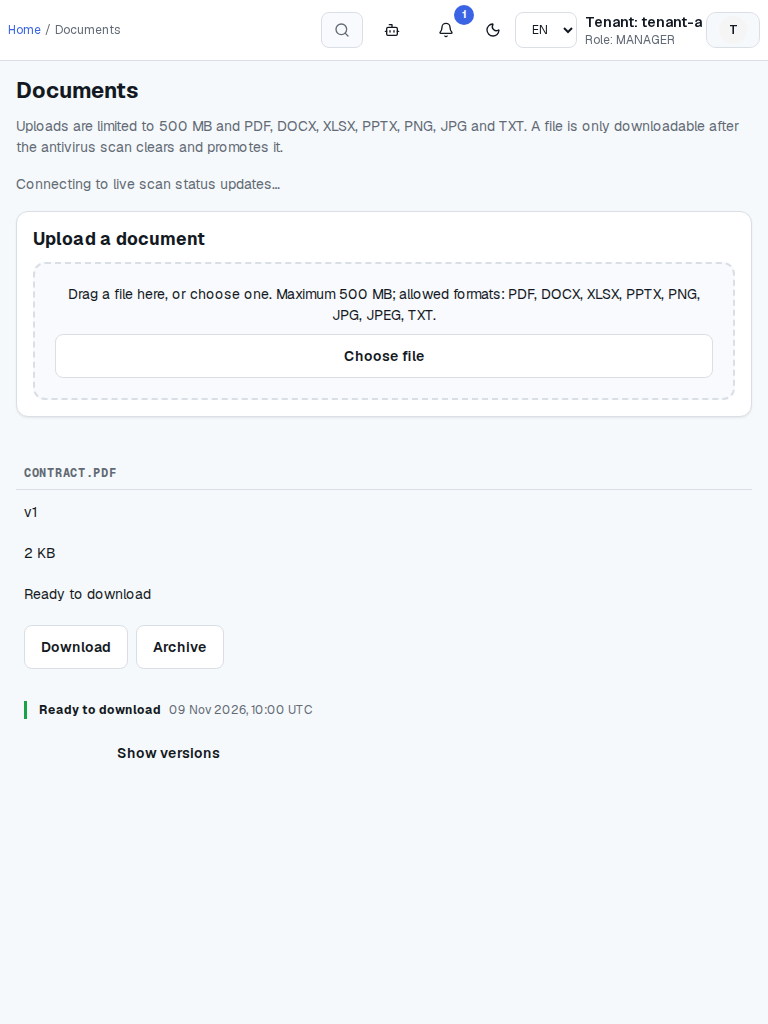 Home / Documents
1
EN
Tenant: tenant-a
Role: MANAGER
T
Documents
Uploads are limited to 500 MB and PDF, DOCX, XLSX, PPTX, PNG, JPG and TXT. A file is only downloadable after
the antivirus scan clears and promotes it.
Connecting to live scan status updates…
Upload a document
Drag a file here, or choose one. Maximum 500 MB; allowed formats: PDF, DOCX, XLSX, PPTX, PNG,
JPG, JPEG, TXT.
Choose file
CONTRACT.PDF
v1
2 KB
Ready to download
Download Archive
Ready to download 09 Nov 2026, 10:00 UTC
Show versions